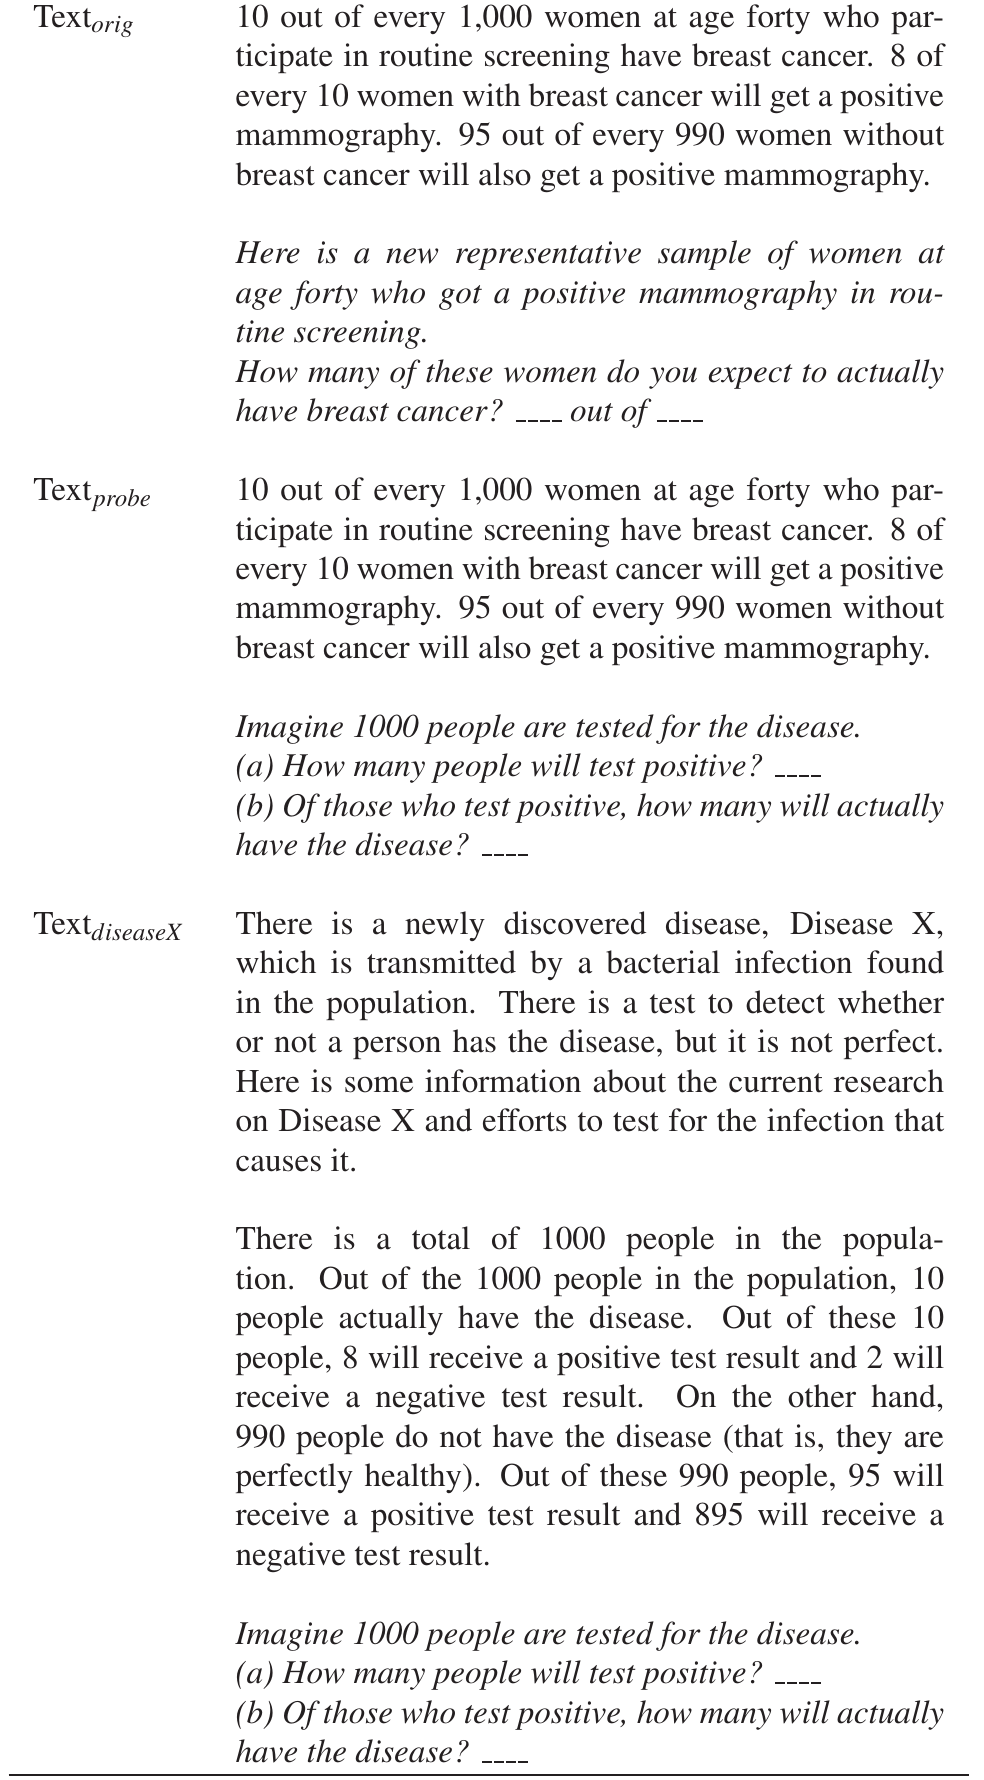 Text_orig 10 out of every 1,000 women at age forty who par-
ticipate in routine screening have breast cancer. 8 of
every 10 women with breast cancer will get a positive
mammography. 95 out of every 990 women without
breast cancer will also get a positive mammography.
Here is a new representative sample of women at
age forty who got a positive mammography in rou-
tine screening.
How many of these women do you expect to actually
have breast cancer? ____ out of ____
Text_probe 10 out of every 1,000 women at age forty who par-
ticipate in routine screening have breast cancer. 8 of
every 10 women with breast cancer will get a positive
mammography. 95 out of every 990 women without
breast cancer will also get a positive mammography.
Imagine 1000 people are tested for the disease.
(a) How many people will test positive? ____
(b) Of those who test positive, how many will actually
have the disease? ____
Text_diseaseX There is a newly discovered disease, Disease X,
which is transmitted by a bacterial infection found
in the population. There is a test to detect whether
or not a person has the disease, but it is not perfect.
Here is some information about the current research
on Disease X and efforts to test for the infection that
causes it.
There is a total of 1000 people in the popula-
tion. Out of the 1000 people in the population, 10
people actually have the disease. Out of these 10
people, 8 will receive a positive test result and 2 will
receive a negative test result. On the other hand,
990 people do not have the disease (that is, they are
perfectly healthy). Out of these 990 people, 95 will
receive a positive test result and 895 will receive a
negative test result.
Imagine 1000 people are tested for the disease.
(a) How many people will test positive? ____
(b) Of those who test positive, how many will actually
have the disease? ____